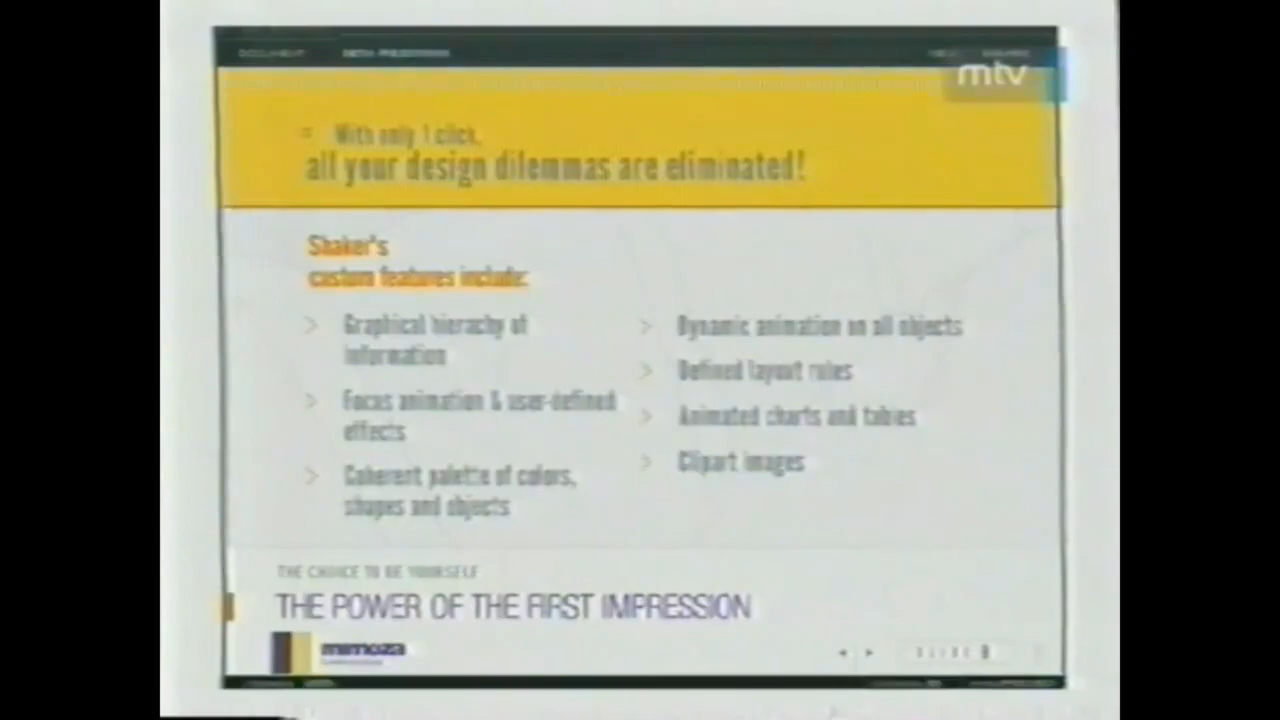 mtv
With only 1 click,
all your design dilemmas are eliminated!
Shaker's
custom features include:
Graphical hierachy of
information
Focus animation & user-defined
effects
Coherent palette of colors,
shapes and objects
Dynamic animation on all objects
Defined layout rules
Animated charts and tables
Clipart images
THE CHOICE TO BE YOURSELF
THE POWER OF THE FIRST IMPRESSION
mimoza
SLIDE